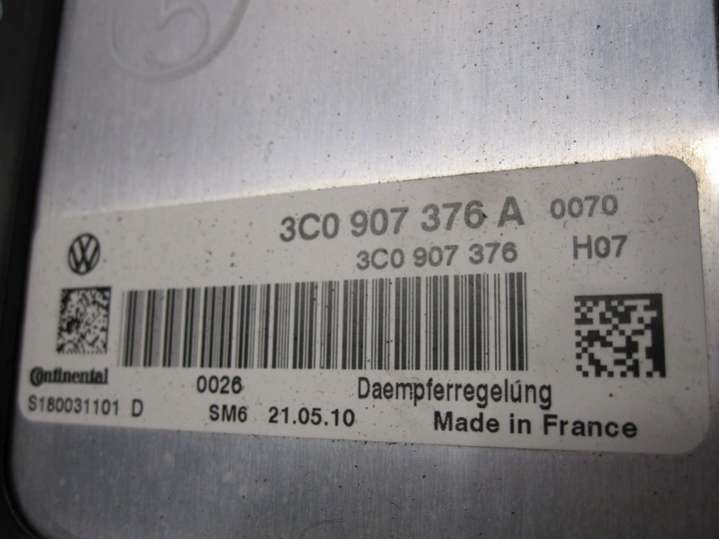 5
3C0 907 376 A 0070
3C0 907 376 H07
Continental
S180031101 D
0026 Daempferregelung
SM6 21.05.10 Made in France